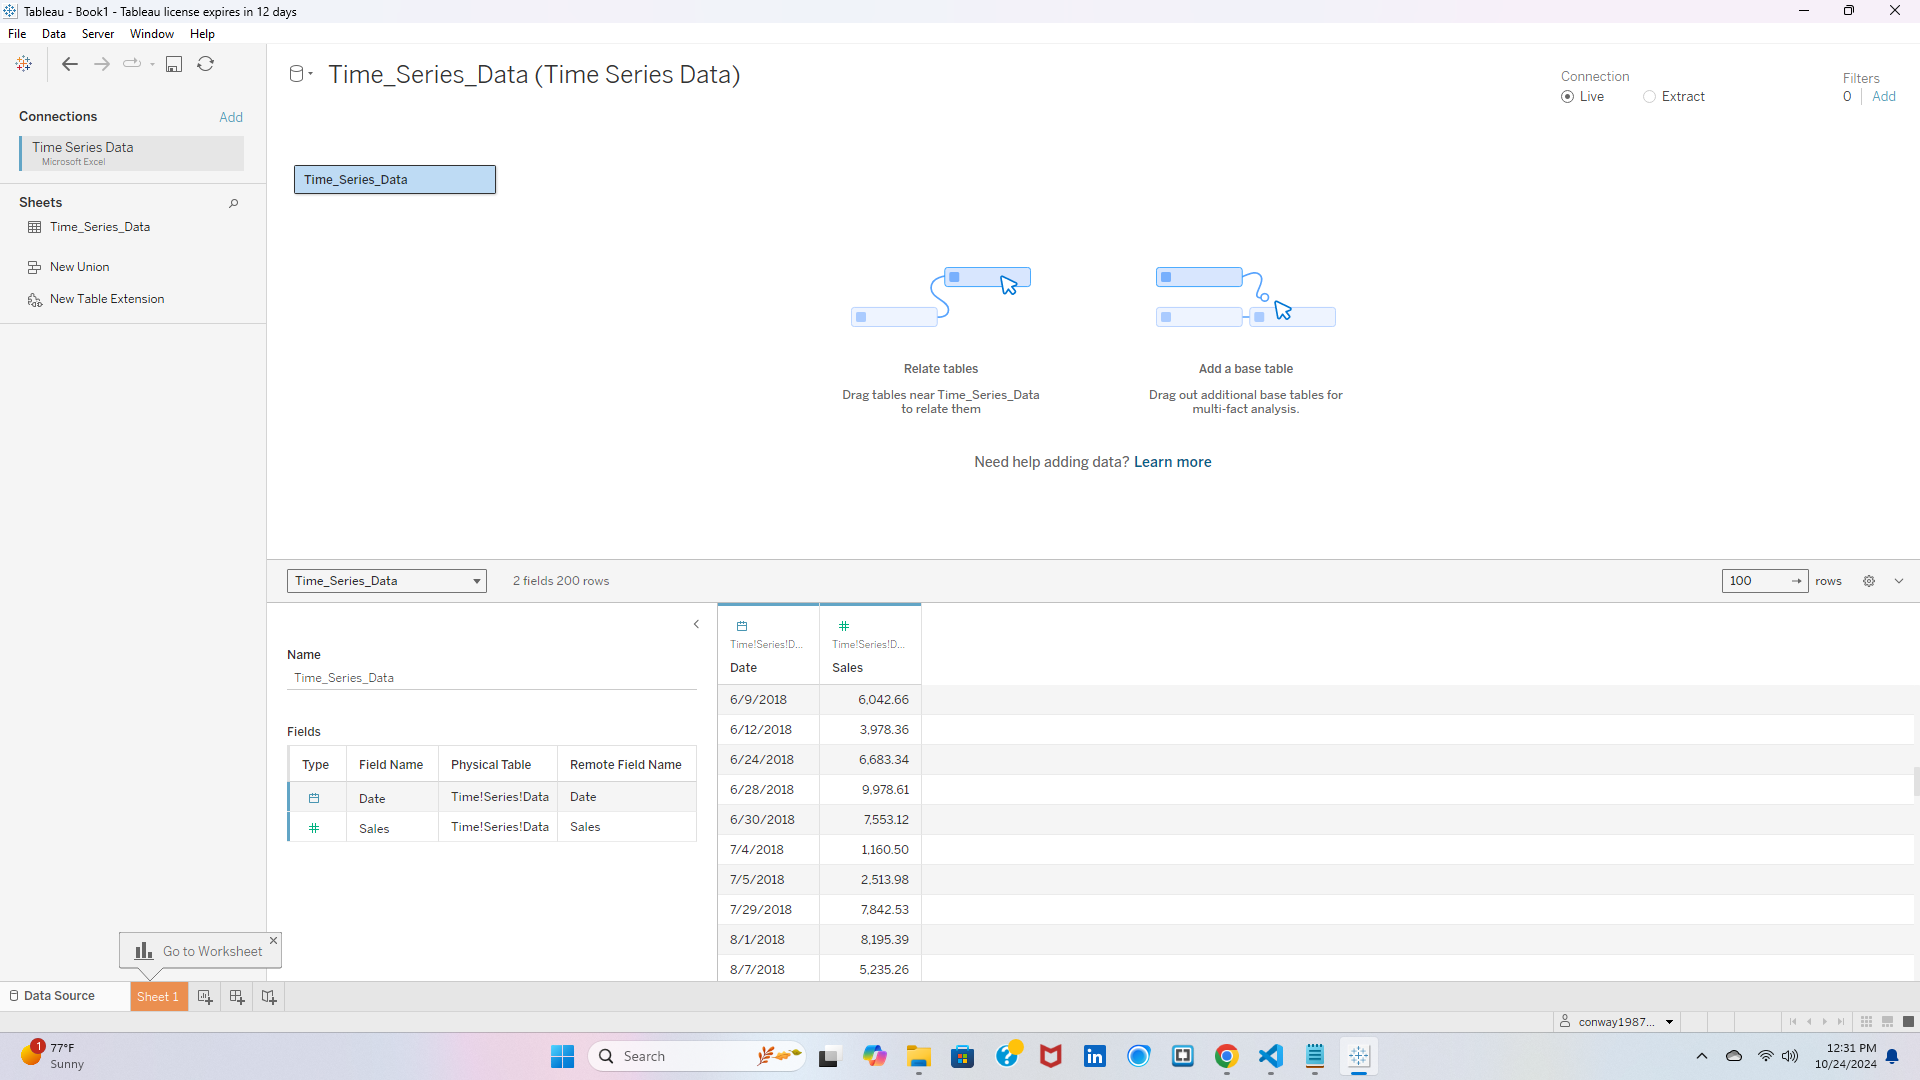 Tableau - Book1 - Tableau license expires in 12 days
File Data Server Window Help
Connections Add
Time Series Data
Microsoft Excel
Sheets
Time_Series_Data
New Union
New Table Extension
Time_Series_Data (Time Series Data)
Connection
Live Extract
Filters
0 Add
Time_Series_Data
Relate tables
Drag tables near Time_Series_Data
to relate them
Add a base table
Drag out additional base tables for
multi-fact analysis.
Need help adding data? Learn more
Time_Series_Data 2 fields 200 rows 100 rows
Name
Time_Series_Data
Fields
Type Field Name Physical Table Remote Field Name
Date Time!Series!Data Date
Sales Time!Series!Data Sales
Time!Series!D... Time!Series!D...
Date Sales
6/9/2018 6,042.66
6/12/2018 3,978.36
6/24/2018 6,683.34
6/28/2018 9,978.61
6/30/2018 7,553.12
7/4/2018 1,160.50
7/5/2018 2,513.98
7/29/2018 7,842.53
8/1/2018 8,195.39
8/7/2018 5,235.26
Go to Worksheet
Data Source Sheet 1
conway1987...
1
77°F
Sunny
Search
12:31 PM
10/24/2024